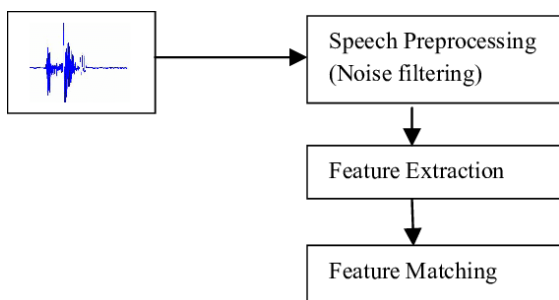 Speech Preprocessing
(Noise filtering)
Feature Extraction
Feature Matching